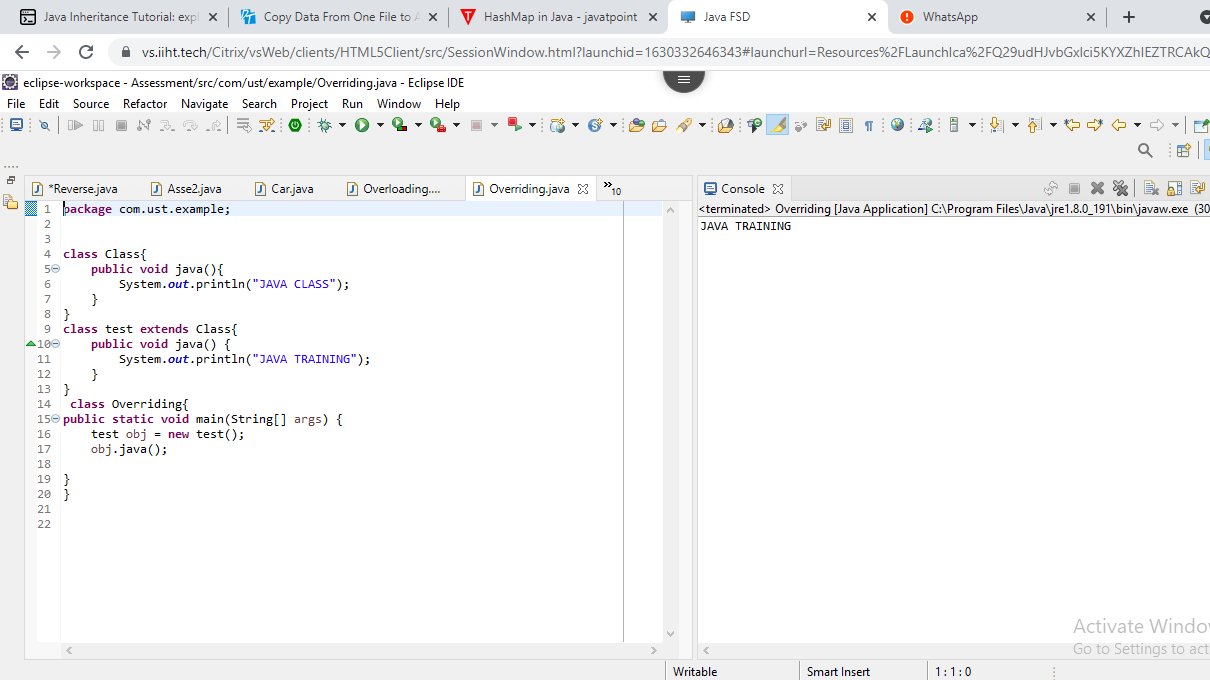 Java Inheritance Tutorial: exp
Copy Data From One File to A
HashMap in Java - javatpoint
Java FSD
WhatsApp
vs.iiht.tech/Citrix/vsWeb/clients/HTML5Client/src/SessionWindow.html?launchid=1630332646343#launchurl=Resources%2FLaunchIca%2FQ29udHJvbGxlci5KYXZhIEZTRCAkQ
eclipse-workspace - Assessment/src/com/ust/example/Overriding.java - Eclipse IDE
File Edit Source Refactor Navigate Search Project Run Window Help
*Reverse.java Asse2.java Car.java Overloading.... Overriding.java »10
Console
<terminated> Overriding [Java Application] C:\Program Files\Java\jre1.8.0_191\bin\javaw.exe (30
JAVA TRAINING
1 package com.ust.example;
2
3
4 class Class{
5 public void java(){
6 System.out.println("JAVA CLASS");
7 }
8 }
9 class test extends Class{
10 public void java() {
11 System.out.println("JAVA TRAINING");
12 }
13 }
14 class Overriding{
15 public static void main(String[] args) {
16 test obj = new test();
17 obj.java();
18
19 }
20 }
21
22
Activate Windo
Go to Settings to act
Writable Smart Insert 1 : 1 : 0